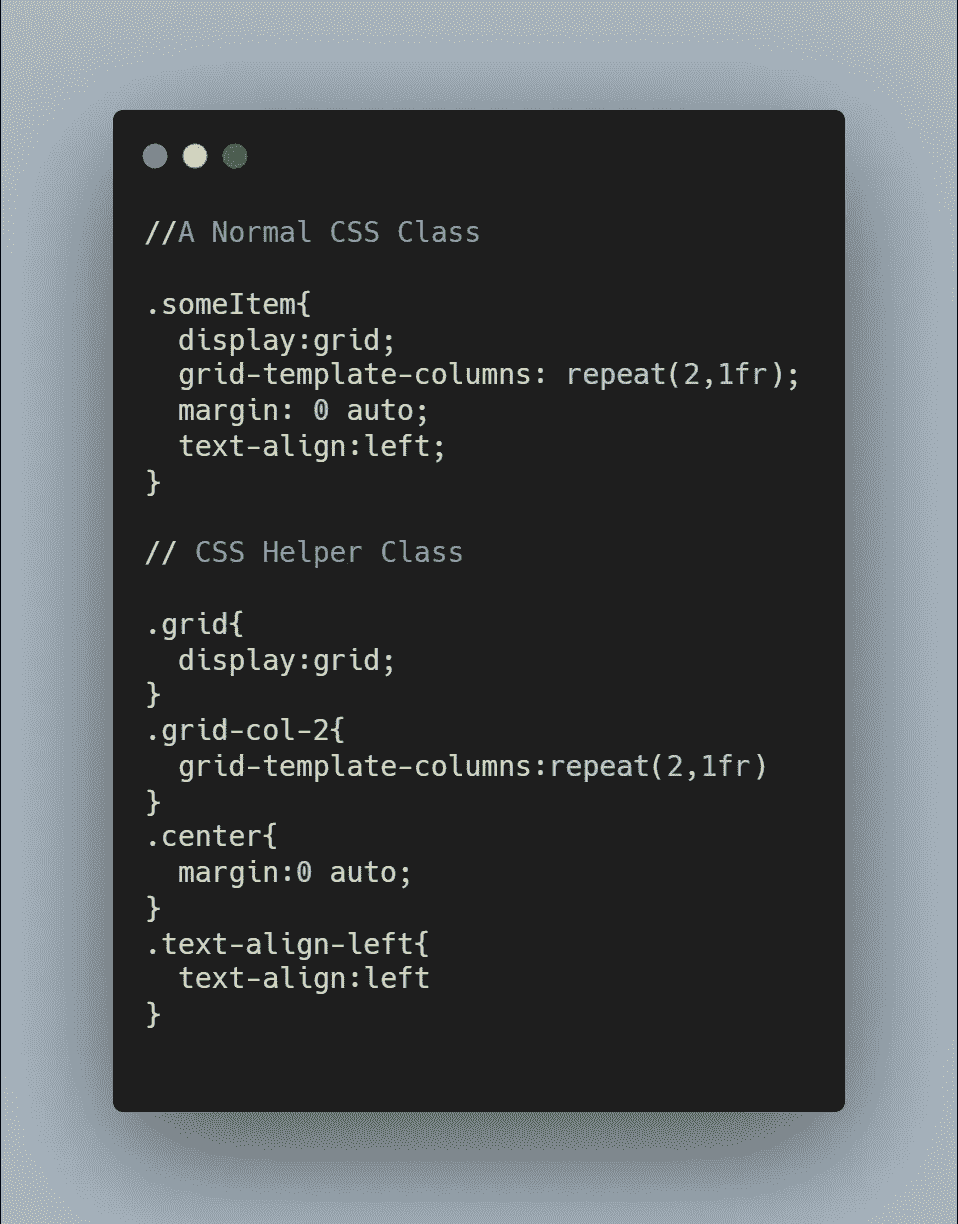 //A Normal CSS Class
.someItem{
display:grid;
grid-template-columns: repeat(2,1fr);
margin: 0 auto;
text-align:left;
}
// CSS Helper Class
.grid{
display:grid;
}
.grid-col-2{
grid-template-columns:repeat(2,1fr)
}
.center{
margin:0 auto;
}
.text-align-left{
text-align:left
}